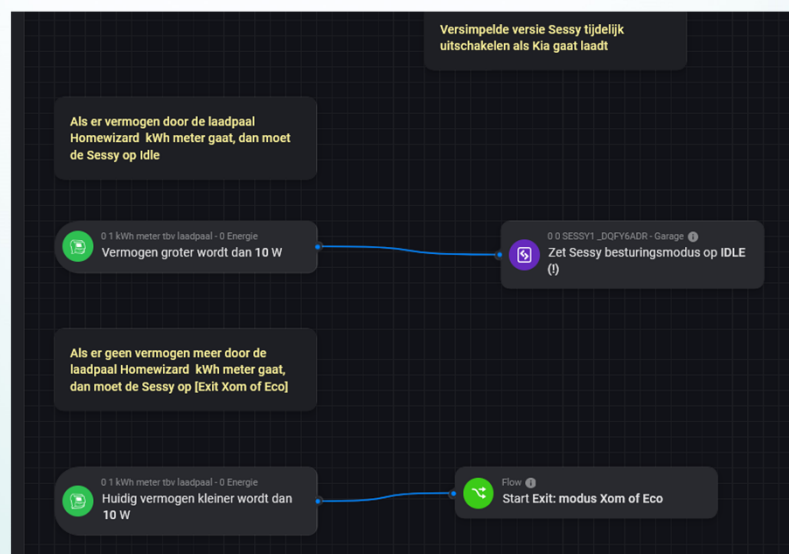 Versimpelde versie Sessy tijdelijk
uitschakelen als Kia gaat laadt
Als er vermogen door de laadpaal
Homewizard kWh meter gaat, dan moet
de Sessy op Idle
0 1 kWh meter tbv laadpaal - 0 Energie
Vermogen groter wordt dan 10 W
0 0 SESSY1 _DQFY6ADR - Garage
Zet Sessy besturingsmodus op IDLE
(!)
Als er geen vermogen meer door de
laadpaal Homewizard kWh meter gaat,
dan moet de Sessy op [Exit Xom of Eco]
0 1 kWh meter tbv laadpaal - 0 Energie
Huidig vermogen kleiner wordt dan
10 W
Flow
Start Exit: modus Xom of Eco